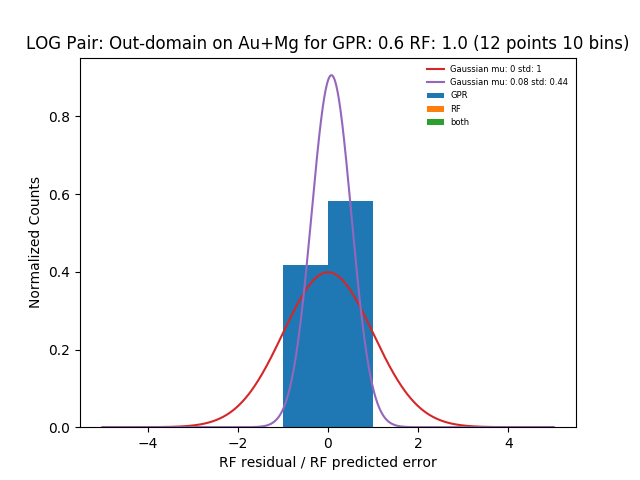 LOG Pair: Out-domain on Au+Mg for GPR: 0.6 RF: 1.0 (12 points 10 bins)
Gaussian mu: 0 std: 1
Gaussian mu: 0.08 std: 0.44
GPR
RF
both
Normalized Counts
0.8
0.6
0.4
0.2
0.0
−4 −2 0 2 4
RF residual / RF predicted error